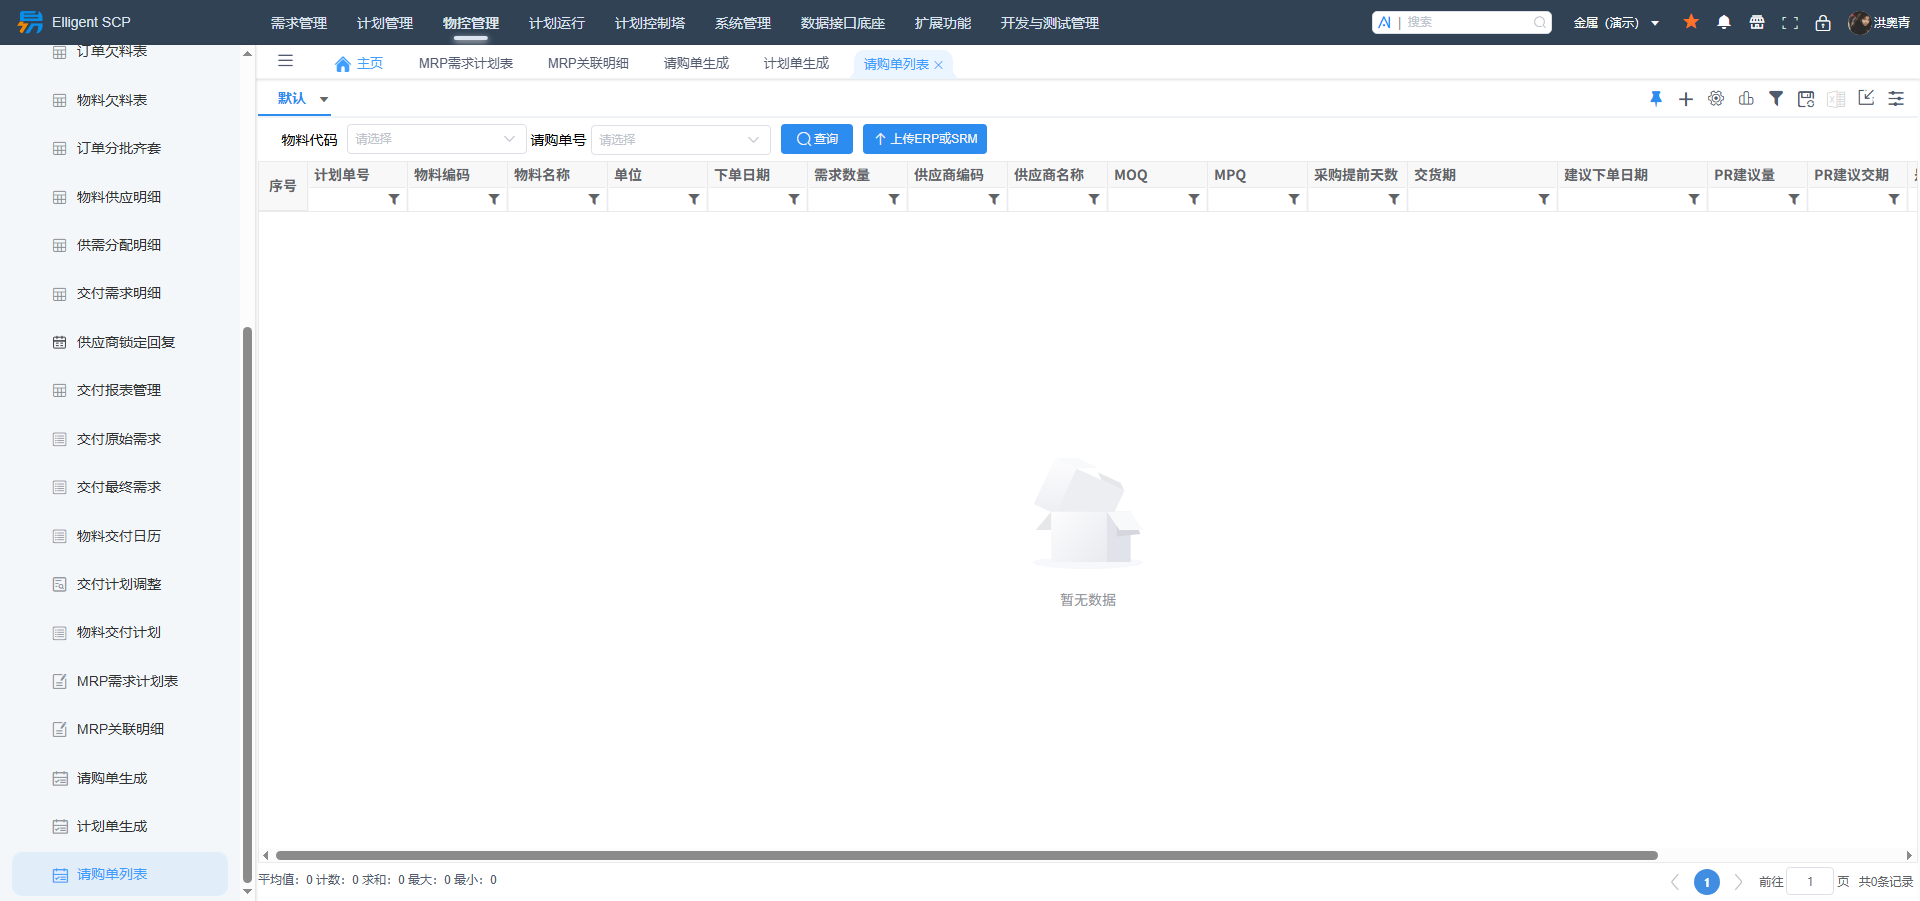 Elligent SCP
需求管理
计划管理
物控管理
计划运行
计划控制塔
系统管理
数据接口底座
扩展功能
开发与测试管理
搜索
金属（演示）
洪奥青
订单欠料表
物料欠料表
订单分批齐套
物料供应明细
供需分配明细
交付需求明细
供应商锁定回复
交付报表管理
交付原始需求
交付最终需求
物料交付日历
交付计划调整
物料交付计划
MRP需求计划表
MRP关联明细
请购单生成
计划单生成
请购单列表
主页
MRP需求计划表
MRP关联明细
请购单生成
计划单生成
请购单列表
默认
物料代码 请选择 请购单号 请选择 查询 上传ERP或SRM
序号 计划单号 物料编码 物料名称 单位 下单日期 需求数量 供应商编码 供应商名称 MOQ MPQ 采购提前天数 交货期 建议下单日期 PR建议量 PR建议交期
暂无数据
平均值：0 计数：0 求和：0 最大：0 最小：0
1 前往 1 页 共0条记录